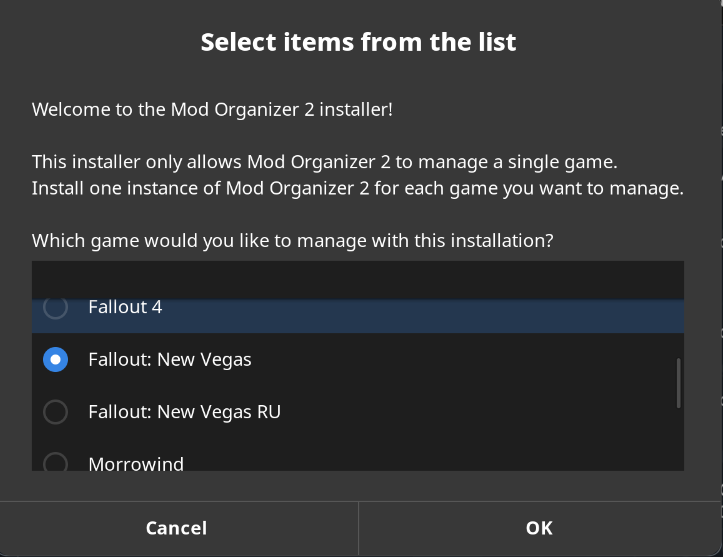 Select items from the list
Welcome to the Mod Organizer 2 installer!
This installer only allows Mod Organizer 2 to manage a single game.
Install one instance of Mod Organizer 2 for each game you want to manage.
Which game would you like to manage with this installation?
Fallout 4
Fallout: New Vegas
Fallout: New Vegas RU
Morrowind
Cancel
OK